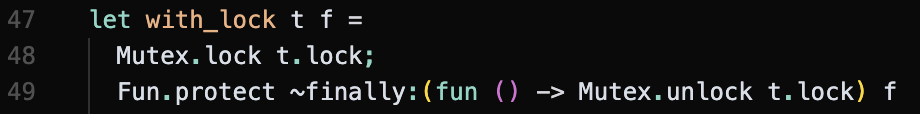 47 let with_lock t f =
48 Mutex.lock t.lock;
49 Fun.protect ~finally:(fun () -> Mutex.unlock t.lock) f